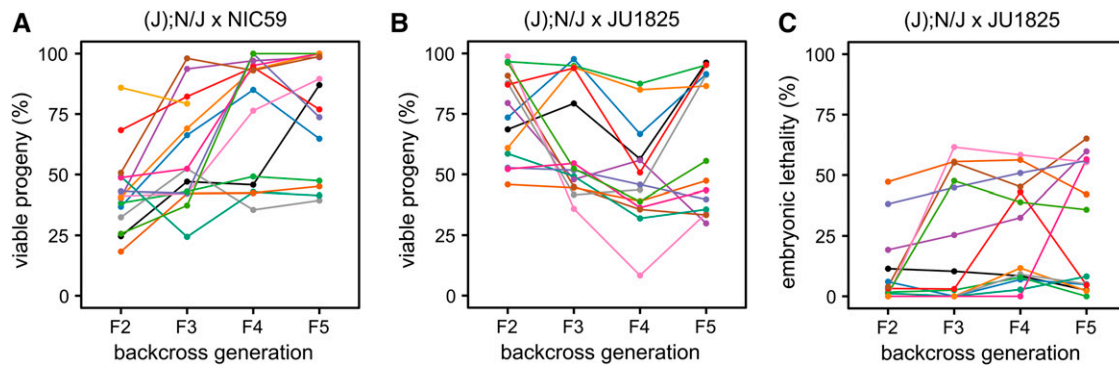 A
(J);N/J x NIC59
viable progeny (%)
100
75
50
25
0
F2 F3 F4 F5
backcross generation
B
(J);N/J x JU1825
viable progeny (%)
100
75
50
25
0
F2 F3 F4 F5
backcross generation
C
(J);N/J x JU1825
embryonic lethality (%)
100
75
50
25
0
F2 F3 F4 F5
backcross generation